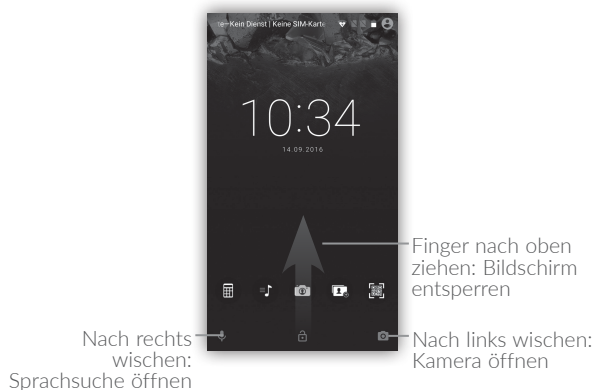 Kein Dienst | Keine SIM-Karte
10:34
14.09.2016
Finger nach oben
ziehen: Bildschirm
entsperren
Nach rechts
wischen:
Sprachsuche öffnen
Nach links wischen:
Kamera öffnen